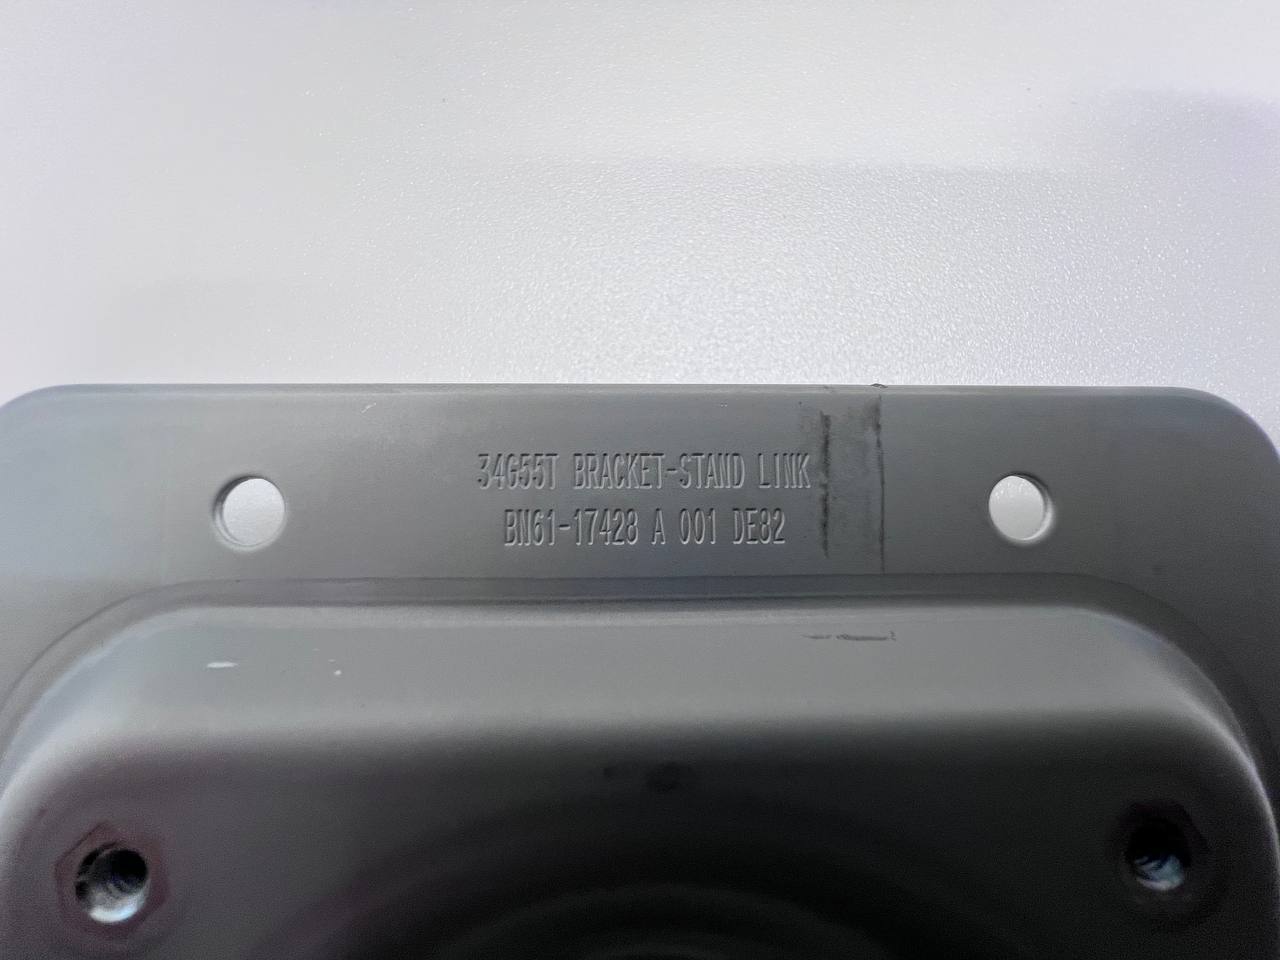 34G55T BRACKET-STAND LINK
BN61-17428 A 001 DE82